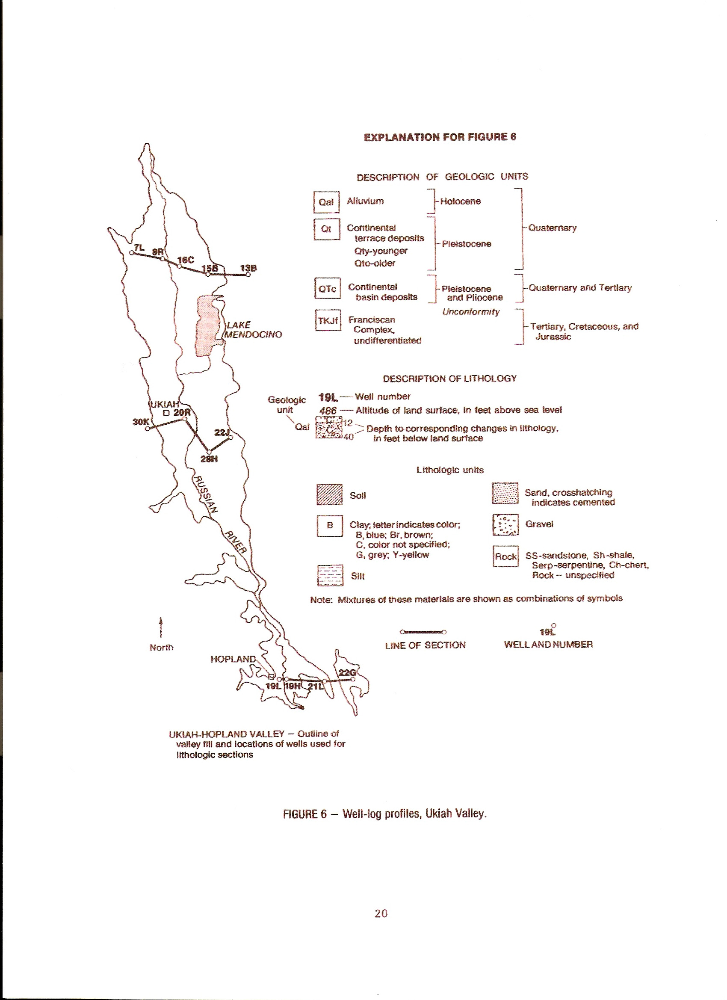 EXPLANATION FOR FIGURE 6
DESCRIPTION OF GEOLOGIC UNITS
Qal Alluvium Holocene
Qt Continental
terrace deposits
Qty-younger
Qto-older
Pleistocene
Quaternary
QTc Continental
basin deposits
Pleistocene
and Pliocene
Quaternary and Tertiary
Unconformity
TKJf Franciscan
Complex,
undifferentiated
Tertiary, Cretaceous, and
Jurassic
7L
8R
16C
15B
13B
LAKE
MENDOCINO
UKIAH
20R
30K
22J
28H
RUSSIAN
RIVER
North
HOPLAND
19L
19H
21L
22G
DESCRIPTION OF LITHOLOGY
Geologic
unit
Qal
19L — Well number
486 — Altitude of land surface, in feet above sea level
C
C
12
40
Depth to corresponding changes in lithology,
in feet below land surface
Lithologic units
Soil
B Clay; letter indicates color;
B, blue; Br, brown;
C, color not specified;
G, grey; Y-yellow
Silt
Sand, crosshatching
indicates cemented
Gravel
Rock SS-sandstone, Sh-shale,
Serp-serpentine, Ch-chert,
Rock — unspecified
Note: Mixtures of these materials are shown as combinations of symbols
LINE OF SECTION
19L
WELL AND NUMBER
UKIAH-HOPLAND VALLEY — Outline of
valley fill and locations of wells used for
lithologic sections
FIGURE 6 — Well-log profiles, Ukiah Valley.
20